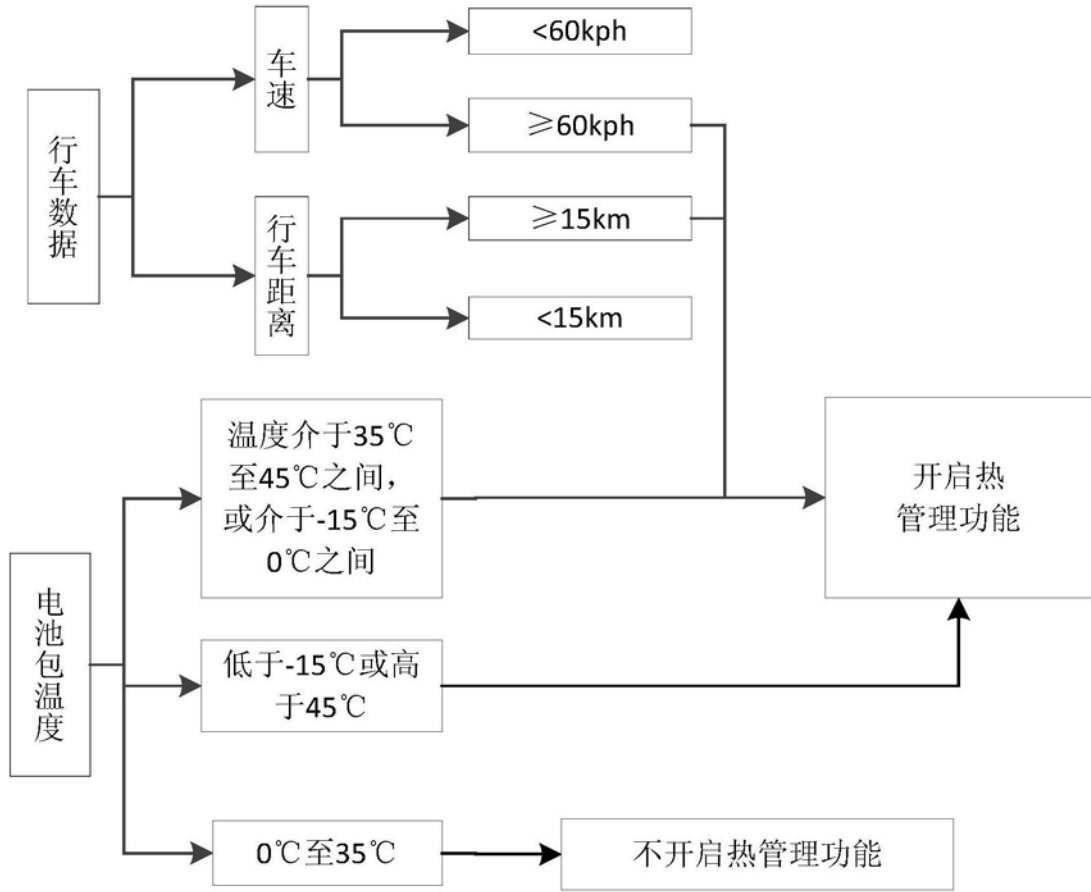 行车数据
车速
<60kph
≥60kph
行车距离
≥15km
<15km
温度介于35℃
至45℃之间,
或介于-15℃至
0℃之间
开启热
管理功能
电池包温度
低于-15℃或高
于45℃
0℃至35℃
不开启热管理功能